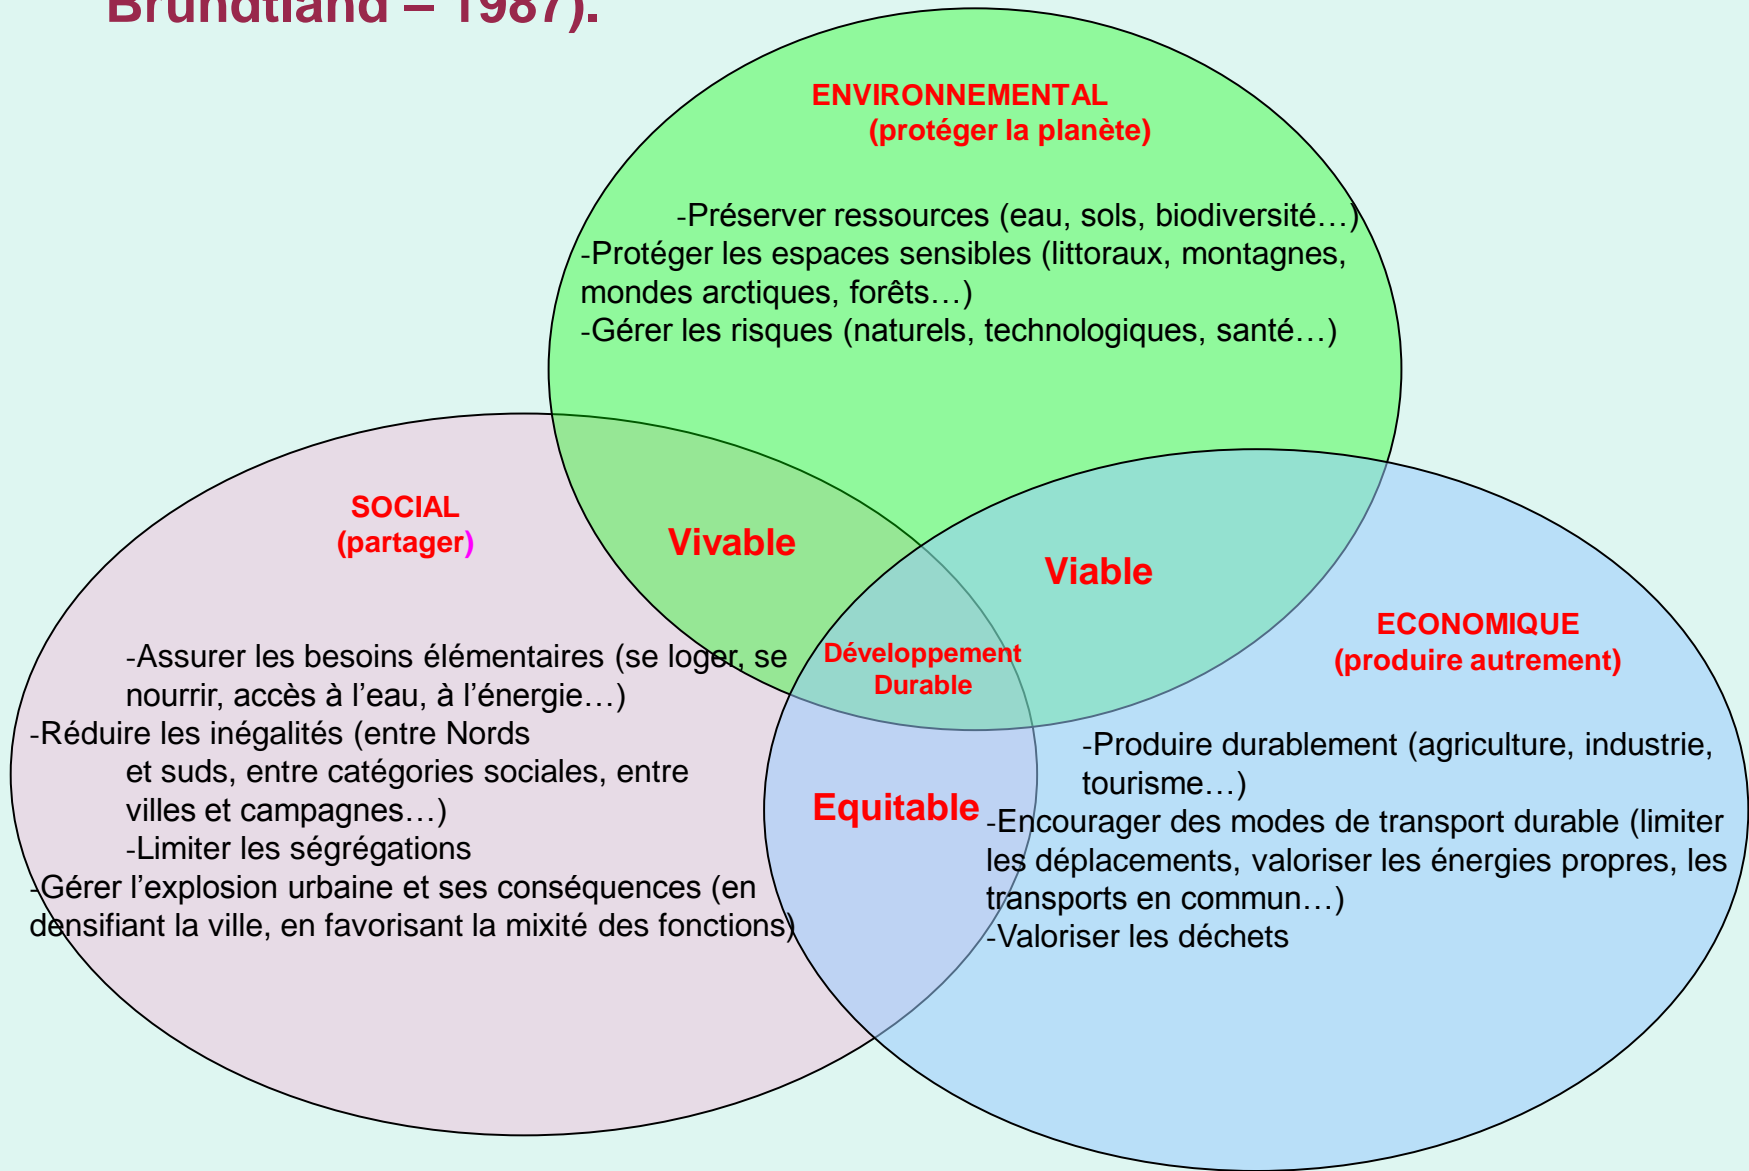 Brundtland – 1987).
ENVIRONNEMENTAL
(protéger la planète)
-Préserver ressources (eau, sols, biodiversité…)
-Protéger les espaces sensibles (littoraux, montagnes,
mondes arctiques, forêts…)
-Gérer les risques (naturels, technologiques, santé…)
SOCIAL
(partager)
Vivable
Viable
ECONOMIQUE
(produire autrement)
-Assurer les besoins élémentaires (se loger, se
nourrir, accès à l’eau, à l’énergie…)
-Réduire les inégalités (entre Nords
et suds, entre catégories sociales, entre
villes et campagnes…)
-Limiter les ségrégations
-Gérer l’explosion urbaine et ses conséquences (en
densifiant la ville, en favorisant la mixité des fonctions)
Développement
Durable
Equitable
-Produire durablement (agriculture, industrie,
tourisme…)
-Encourager des modes de transport durable (limiter
les déplacements, valoriser les énergies propres, les
transports en commun…)
-Valoriser les déchets